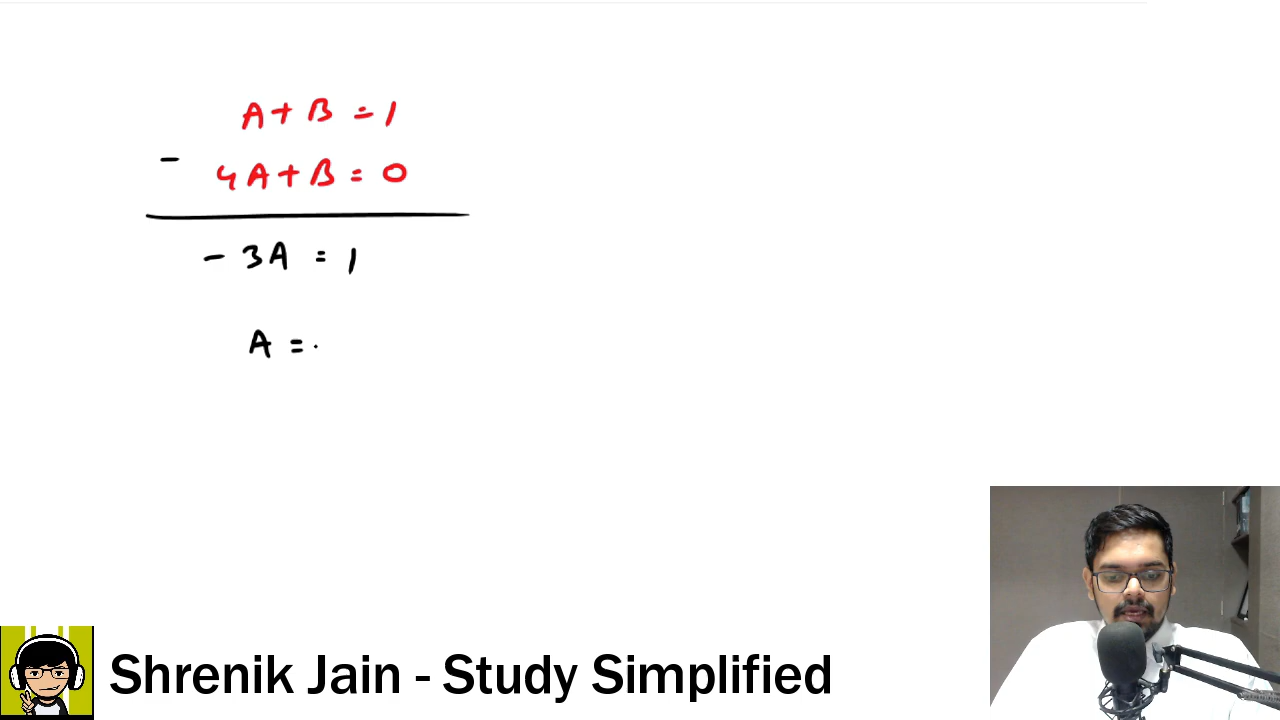 A + B = 1
- 4A + B = 0
- 3A = 1
A =
Shrenik Jain - Study Simplified